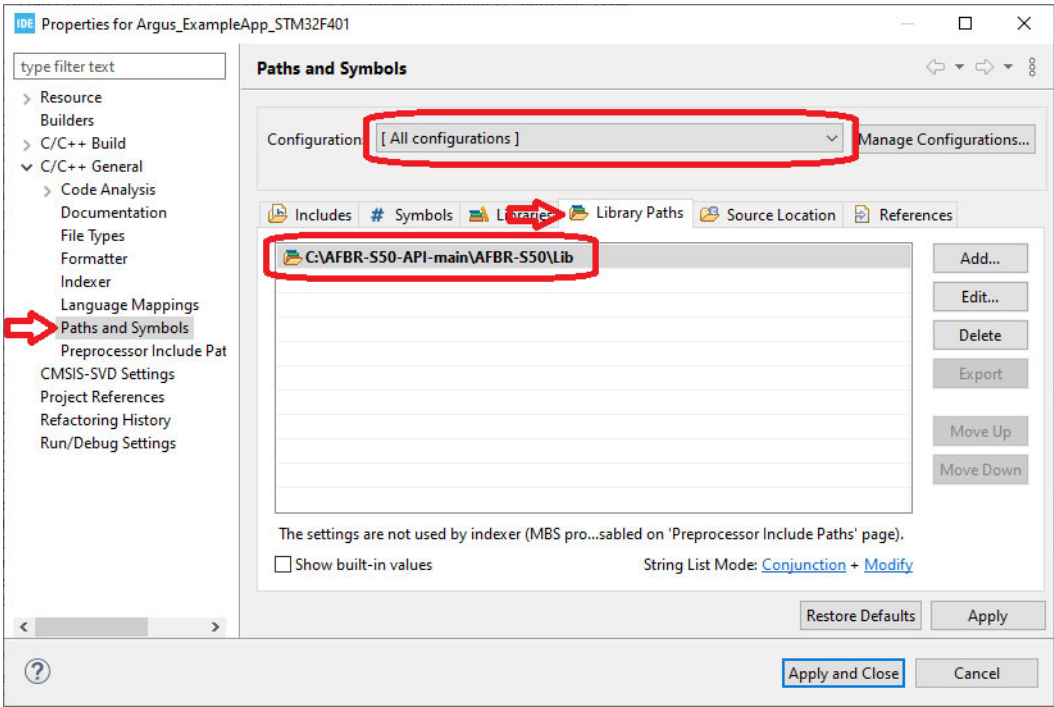 IDE Properties for Argus_ExampleApp_STM32F401
type filter text
Resource
Builders
C/C++ Build
C/C++ General
Code Analysis
Documentation
File Types
Formatter
Indexer
Language Mappings
Paths and Symbols
Preprocessor Include Pat
CMSIS-SVD Settings
Project References
Refactoring History
Run/Debug Settings
Paths and Symbols
Configuration: [ All configurations ] Manage Configurations...
Includes # Symbols Libraries Library Paths Source Location References
C:\AFBR-S50-API-main\AFBR-S50\Lib
Add...
Edit...
Delete
Export
Move Up
Move Down
The settings are not used by indexer (MBS pro...sabled on 'Preprocessor Include Paths' page).
Show built-in values String List Mode: Conjunction + Modify
Restore Defaults Apply
? Apply and Close Cancel